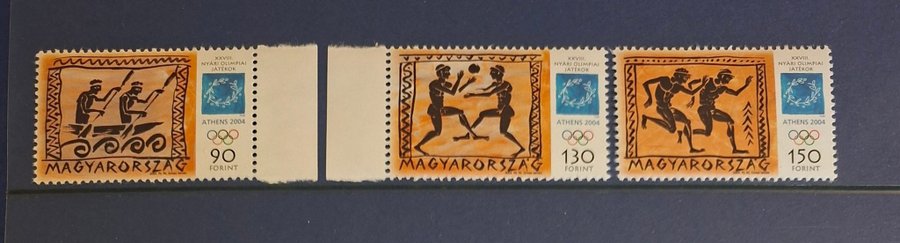 XXVIII.
NYÁRI OLIMPIAI
JÁTÉKOK
ATHENS 2004
90
FORINT
MAGYARORSZÁG
XXVIII.
NYÁRI OLIMPIAI
JÁTÉKOK
ATHENS 2004
130
FORINT
MAGYARORSZÁG
XXVIII.
NYÁRI OLIMPIAI
JÁTÉKOK
ATHENS 2004
150
FORINT
MAGYARORSZÁG